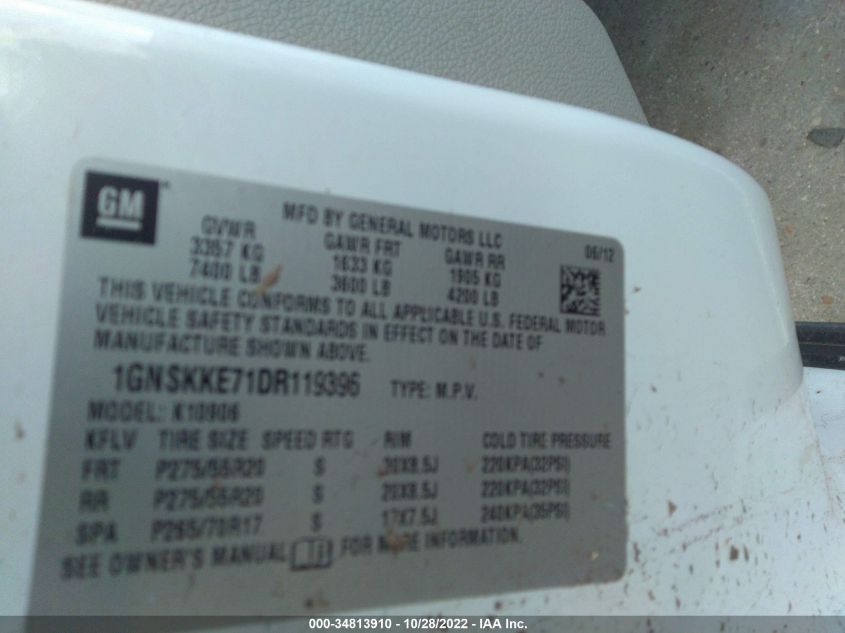 GM™
MFD BY GENERAL MOTORS LLC 06/12
GVWR GAWR FRT GAWR RR
3357 KG 1633 KG 1905 KG
7400 LB 3600 LB 4200 LB
THIS VEHICLE CONFORMS TO ALL APPLICABLE U.S. FEDERAL MOTOR
VEHICLE SAFETY STANDARDS IN EFFECT ON THE DATE OF
MANUFACTURE SHOWN ABOVE.
1GNSKKE71DR119396 TYPE: M.P.V.
MODEL: K10906
KFLV TIRE SIZE SPEED RTG RIM COLD TIRE PRESSURE
FRT P275/55R20 S 20X8.5J 220KPA(32PSI)
RR P275/55R20 S 20X8.5J 220KPA(32PSI)
SPA P265/70R17 S 17X7.5J 240KPA(35PSI)
SEE OWNER'S MANUAL FOR MORE INFORMATION.
000-34813910 - 10/28/2022 - IAA Inc.